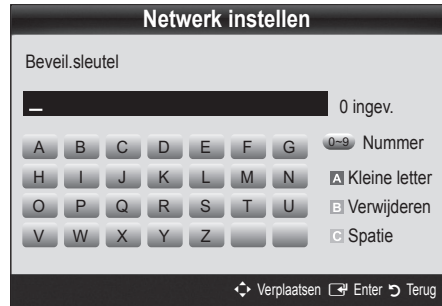 Netwerk instellen
Beveil.sleutel
_
0 ingev.
A B C D E F G 0~9 Nummer
H I J K L M N A Kleine letter
O P Q R S T U B Verwijderen
V W X Y Z C Spatie
Verplaatsen Enter Terug